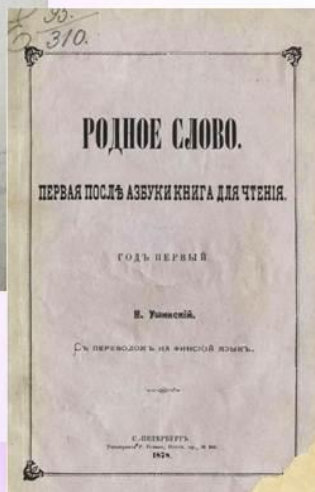 95.
310.
РОДНОЕ СЛОВО.
ПЕРВАЯ ПОСЛѢ АЗБУКИ КНИГА ДЛЯ ЧТЕНІЯ.
ГОДЪ ПЕРВЫЙ
К. Ушинскій.
СЪ ПЕРЕВОДОМЪ НА ФИНСКІЙ ЯЗЫКЪ.
С.-ПЕТЕРБУРГЪ.
1878.